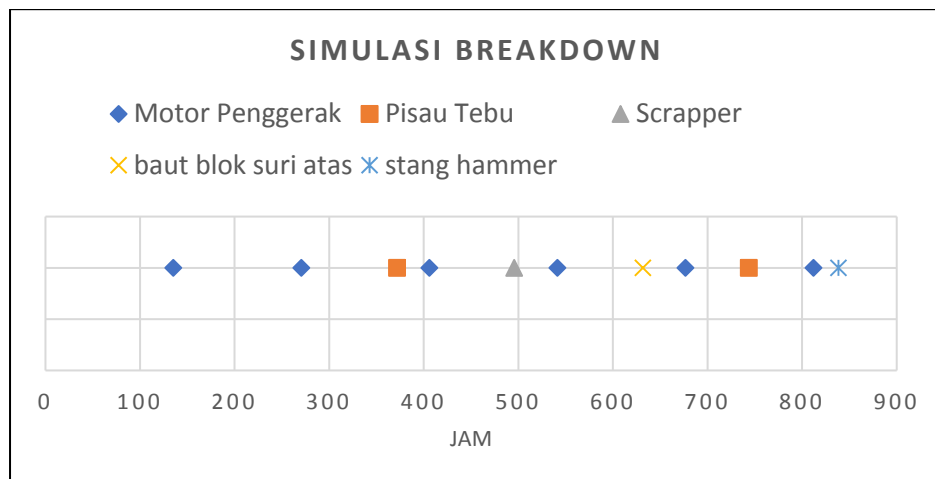 SIMULASI BREAKDOWN
Motor Penggerak Pisau Tebu Scrapper
baut blok suri atas stang hammer
0 100 200 300 400 500 600 700 800 900
JAM